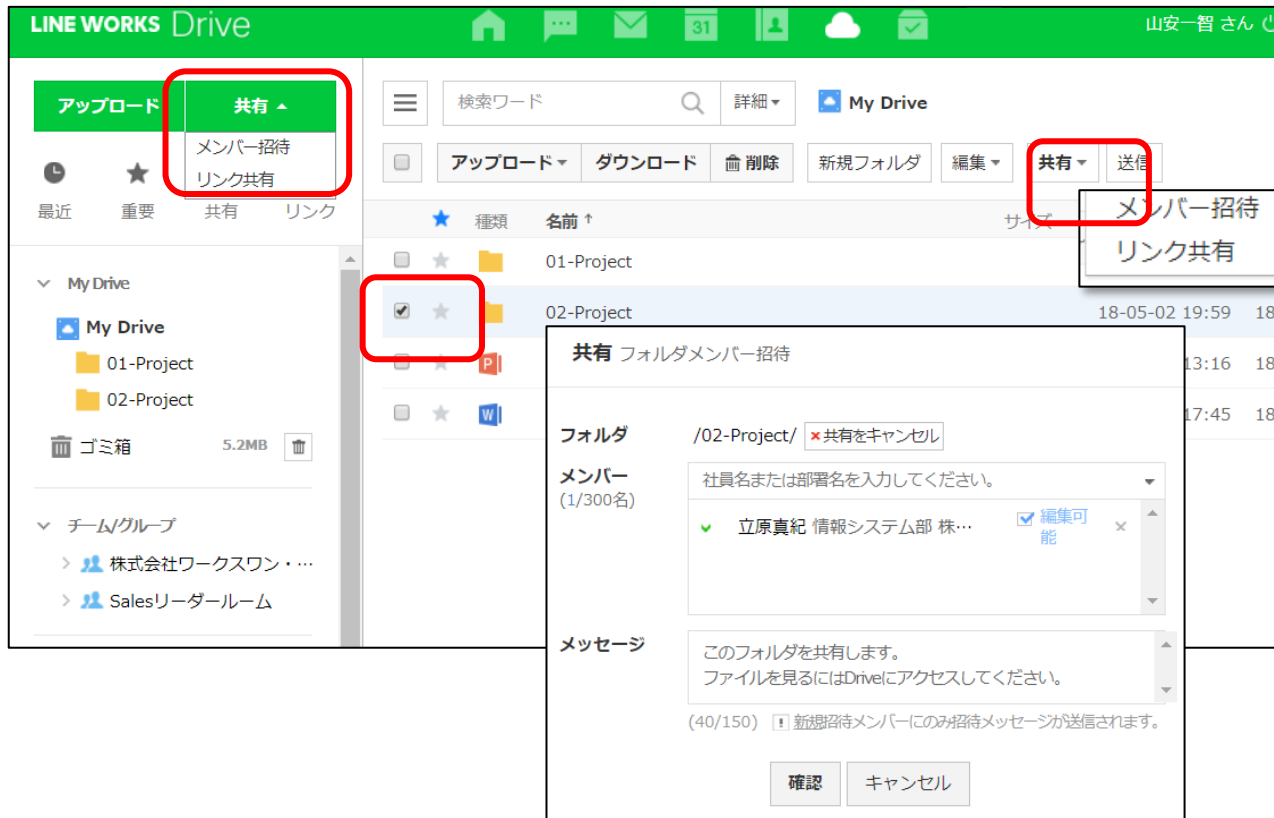 LINE WORKS Drive
31
山安一智 さん
アップロード
共有
メンバー招待
リンク共有
最近
重要
共有
リンク
My Drive
My Drive
01-Project
02-Project
ゴミ箱
5.2MB
チーム/グループ
株式会社ワークスワン・…
Salesリーダールーム
検索ワード
詳細
My Drive
アップロード
ダウンロード
削除
新規フォルダ
編集
共有
送信
メンバー招待
リンク共有
種類
名前 ↑
サイズ
01-Project
02-Project
18-05-02 19:59
18
P
13:16
18
W
17:45
18
共有 フォルダメンバー招待
フォルダ
/02-Project/
×共有をキャンセル
メンバー
(1/300名)
社員名または部署名を入力してください。
立原真紀 情報システム部 株…
編集可
能
メッセージ
このフォルダを共有します。
ファイルを見るにはDriveにアクセスしてください。
(40/150)
新規招待メンバーにのみ招待メッセージが送信されます。
確認
キャンセル